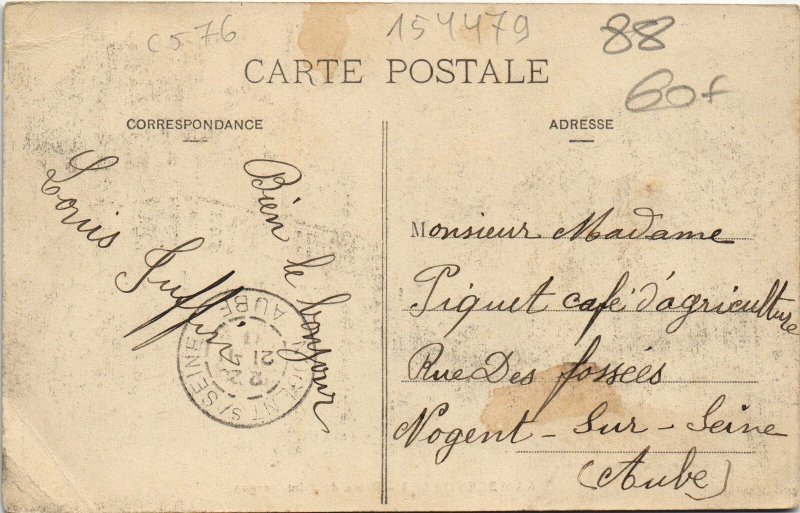 C576
154479
88
60f
CARTE POSTALE
CORRESPONDANCE
ADRESSE
Bien le bonjour
Louis
Monsieur Madame
Piquet café d'agriculture
Rue Des fossées
Nogent - Sur - Seine
(Aube)
NOGENT S/SEINE
AUBE